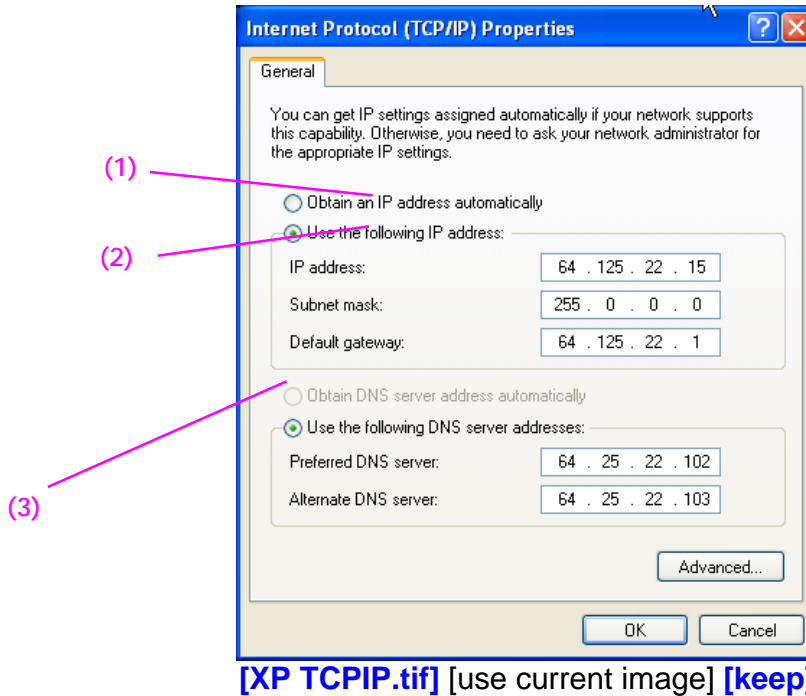 Internet Protocol (TCP/IP) Properties
General
You can get IP settings assigned automatically if your network supports
this capability. Otherwise, you need to ask your network administrator for
the appropriate IP settings.
(1)
Obtain an IP address automatically
(2)
Use the following IP address:
IP address: 64 . 125 . 22 . 15
Subnet mask: 255 . 0 . 0 . 0
Default gateway: 64 . 125 . 22 . 1
Obtain DNS server address automatically
Use the following DNS server addresses:
Preferred DNS server: 64 . 25 . 22 . 102
(3)
Alternate DNS server: 64 . 25 . 22 . 103
Advanced...
OK Cancel
[XP TCPIP.tif] [use current image] [keep]